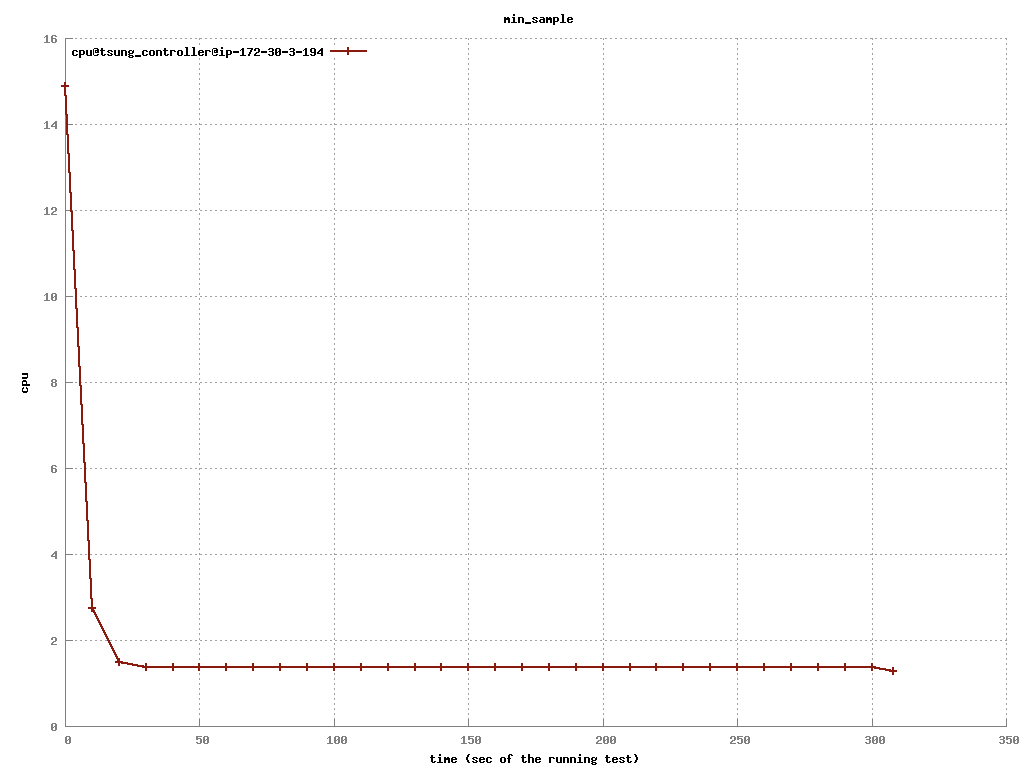 min_sample
16
cpu@tsung_controller@ip-172-30-3-194
14
12
10
cpu
8
6
4
2
0
0 50 100 150 200 250 300 350
time (sec of the running test)